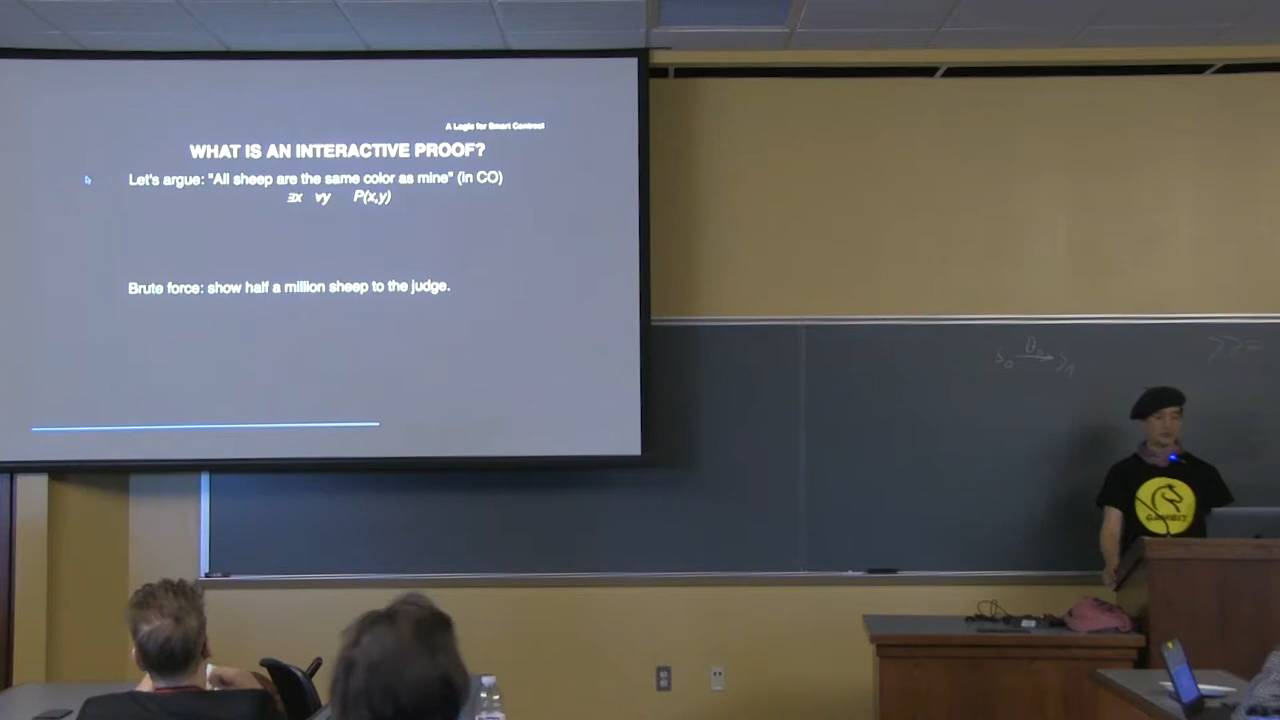 A Logic for Smart Contract
WHAT IS AN INTERACTIVE PROOF?
Let's argue: "All sheep are the same color as mine" (in CO)
∃x ∀y P(x,y)
Brute force: show half a million sheep to the judge.
GAMBIT